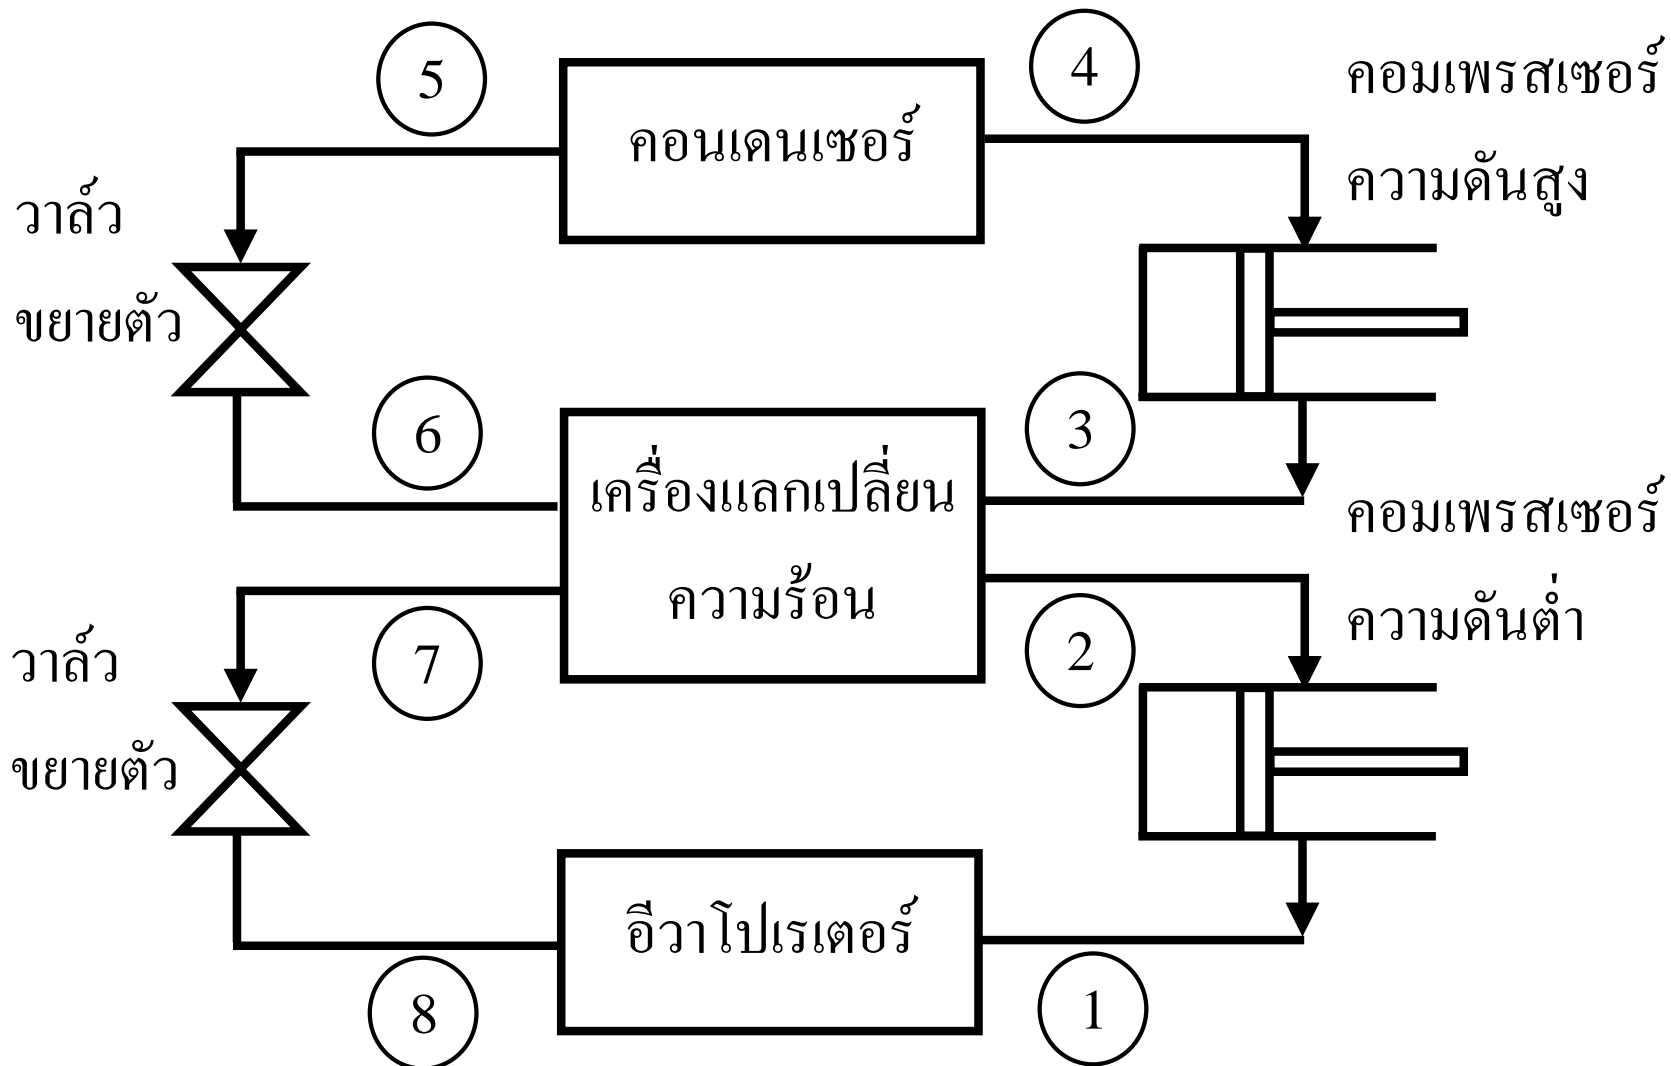 5
คอนเดนเซอร์
4
คอมเพรสเซอร์
ความดันสูง
วาล์ว
ขยายตัว
6
เครื่องแลกเปลี่ยน
ความร้อน
3
คอมเพรสเซอร์
ความดันต่ำ
7
2
วาล์ว
ขยายตัว
อีวาโปเรเตอร์
8
1